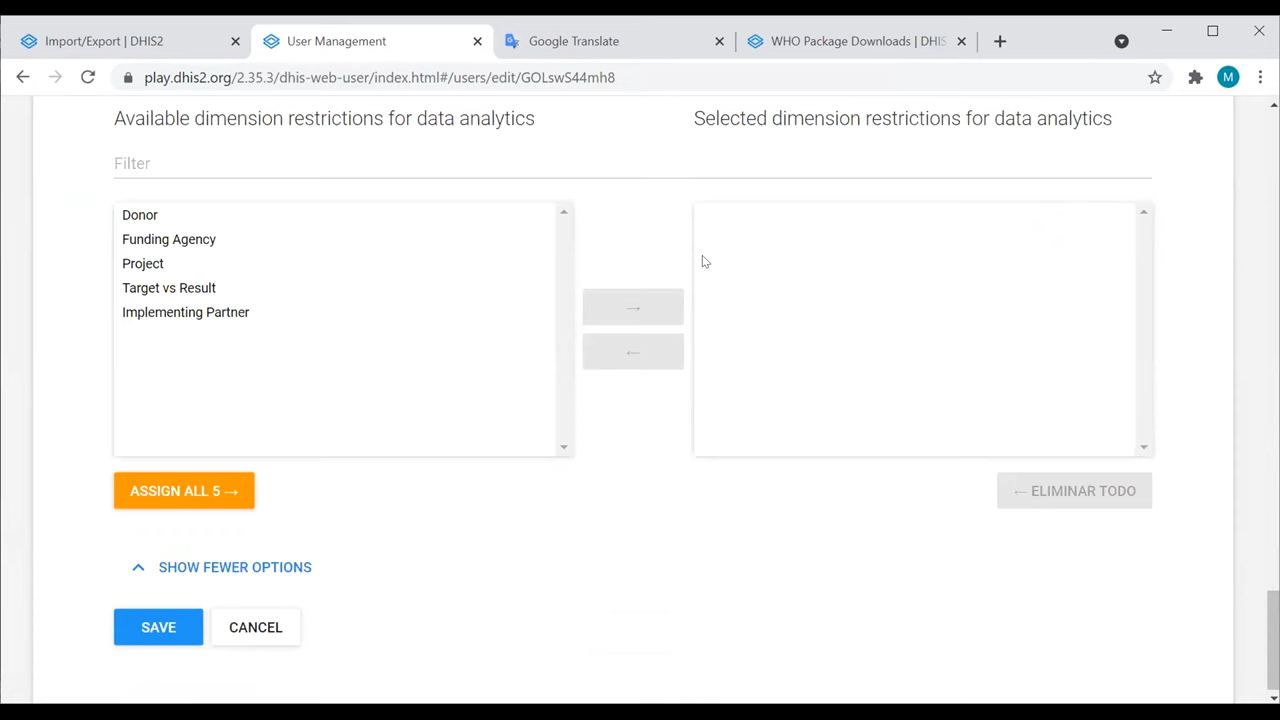 Import/Export | DHIS2
User Management
Google Translate
WHO Package Downloads | DHIS
play.dhis2.org/2.35.3/dhis-web-user/index.html#/users/edit/GOLswS44mh8
M
Available dimension restrictions for data analytics
Selected dimension restrictions for data analytics
Filter
Donor
Funding Agency
Project
Target vs Result
Implementing Partner
→
←
ASSIGN ALL 5 →
← ELIMINAR TODO
SHOW FEWER OPTIONS
SAVE
CANCEL